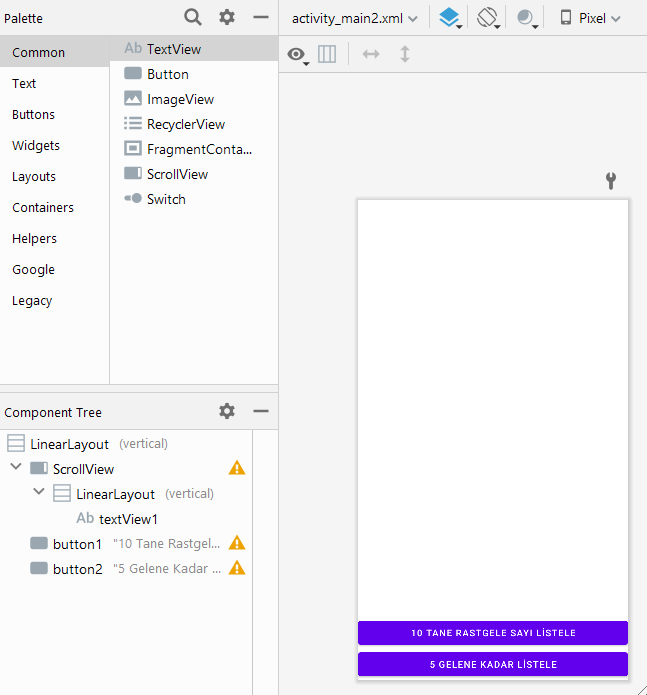 Palette
activity_main2.xml
Pixel
Common
Text
Buttons
Widgets
Layouts
Containers
Helpers
Google
Legacy
Ab TextView
Button
ImageView
RecyclerView
FragmentConta...
ScrollView
Switch
Component Tree
LinearLayout (vertical)
ScrollView
LinearLayout (vertical)
Ab textView1
button1 "10 Tane Rastgel...
button2 "5 Gelene Kadar ...
10 TANE RASTGELE SAYI LİSTELE
5 GELENE KADAR LİSTELE